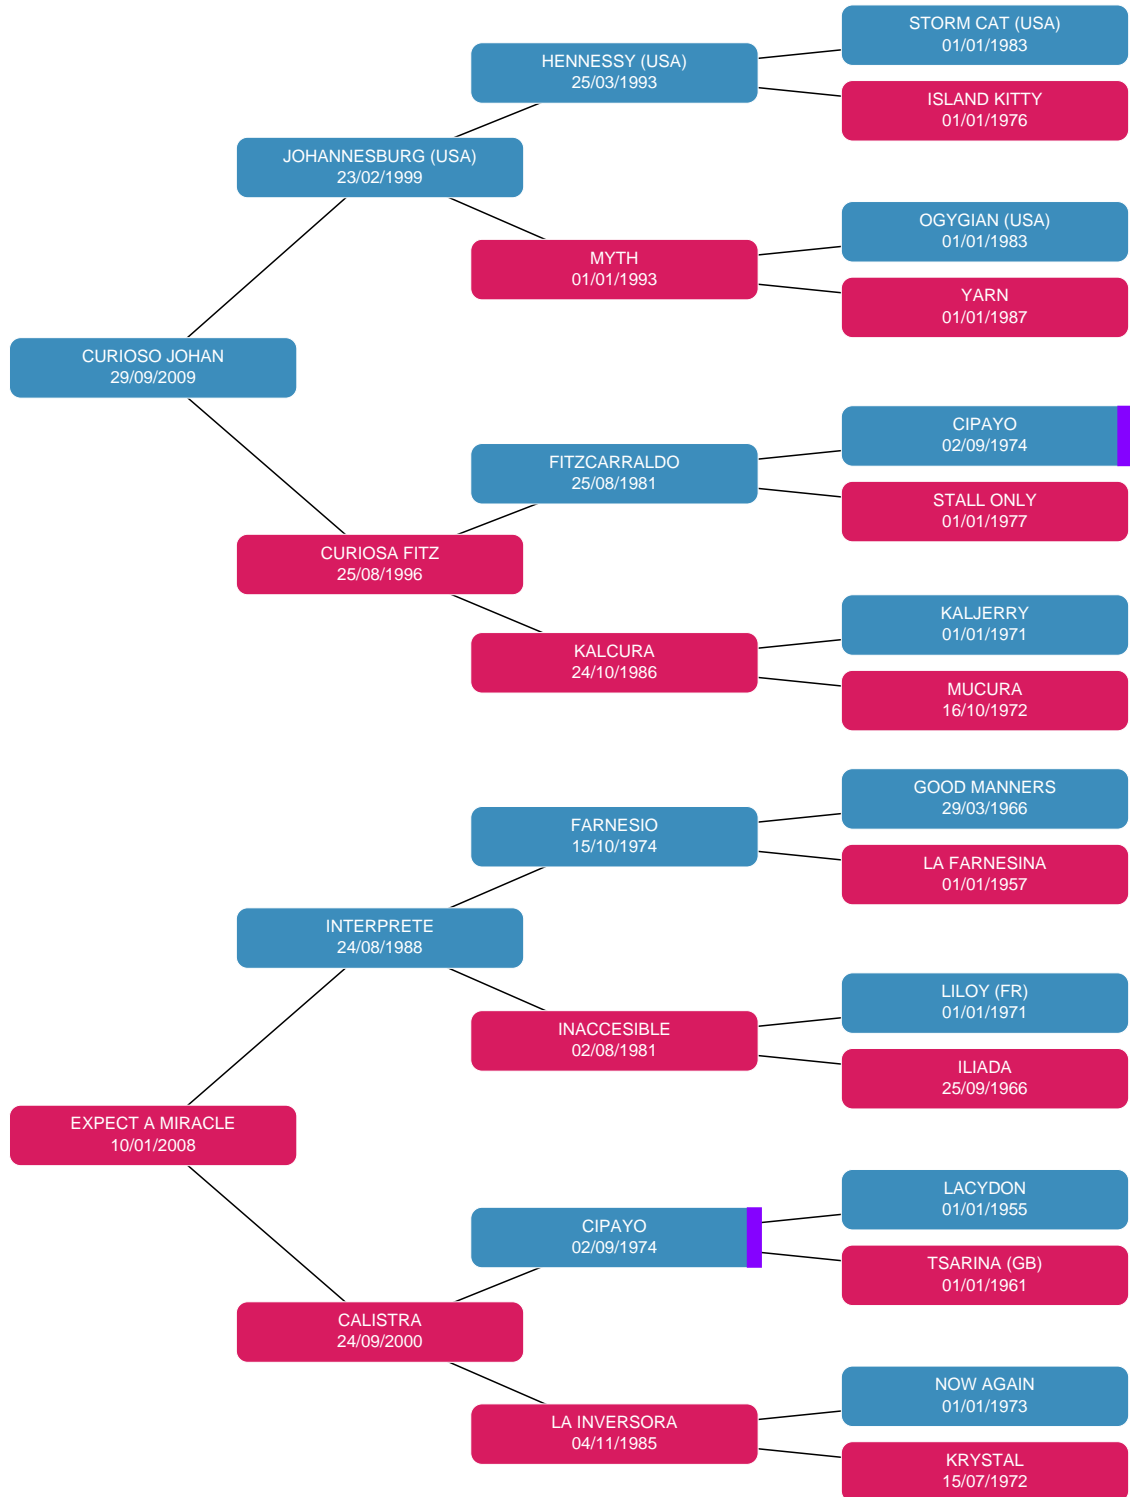 STORM CAT (USA)
01/01/1983
HENNESSY (USA)
25/03/1993
ISLAND KITTY
01/01/1976
JOHANNESBURG (USA)
23/02/1999
OGYGIAN (USA)
01/01/1983
MYTH
01/01/1993
YARN
01/01/1987
CURIOSO JOHAN
29/09/2009
CIPAYO
02/09/1974
FITZCARRALDO
25/08/1981
STALL ONLY
01/01/1977
CURIOSA FITZ
25/08/1996
KALJERRY
01/01/1971
KALCURA
24/10/1986
MUCURA
16/10/1972
GOOD MANNERS
29/03/1966
FARNESIO
15/10/1974
LA FARNESINA
01/01/1957
INTERPRETE
24/08/1988
LILOY (FR)
01/01/1971
INACCESIBLE
02/08/1981
ILIADA
25/09/1966
EXPECT A MIRACLE
10/01/2008
LACYDON
01/01/1955
CIPAYO
02/09/1974
TSARINA (GB)
01/01/1961
CALISTRA
24/09/2000
NOW AGAIN
01/01/1973
LA INVERSORA
04/11/1985
KRYSTAL
15/07/1972